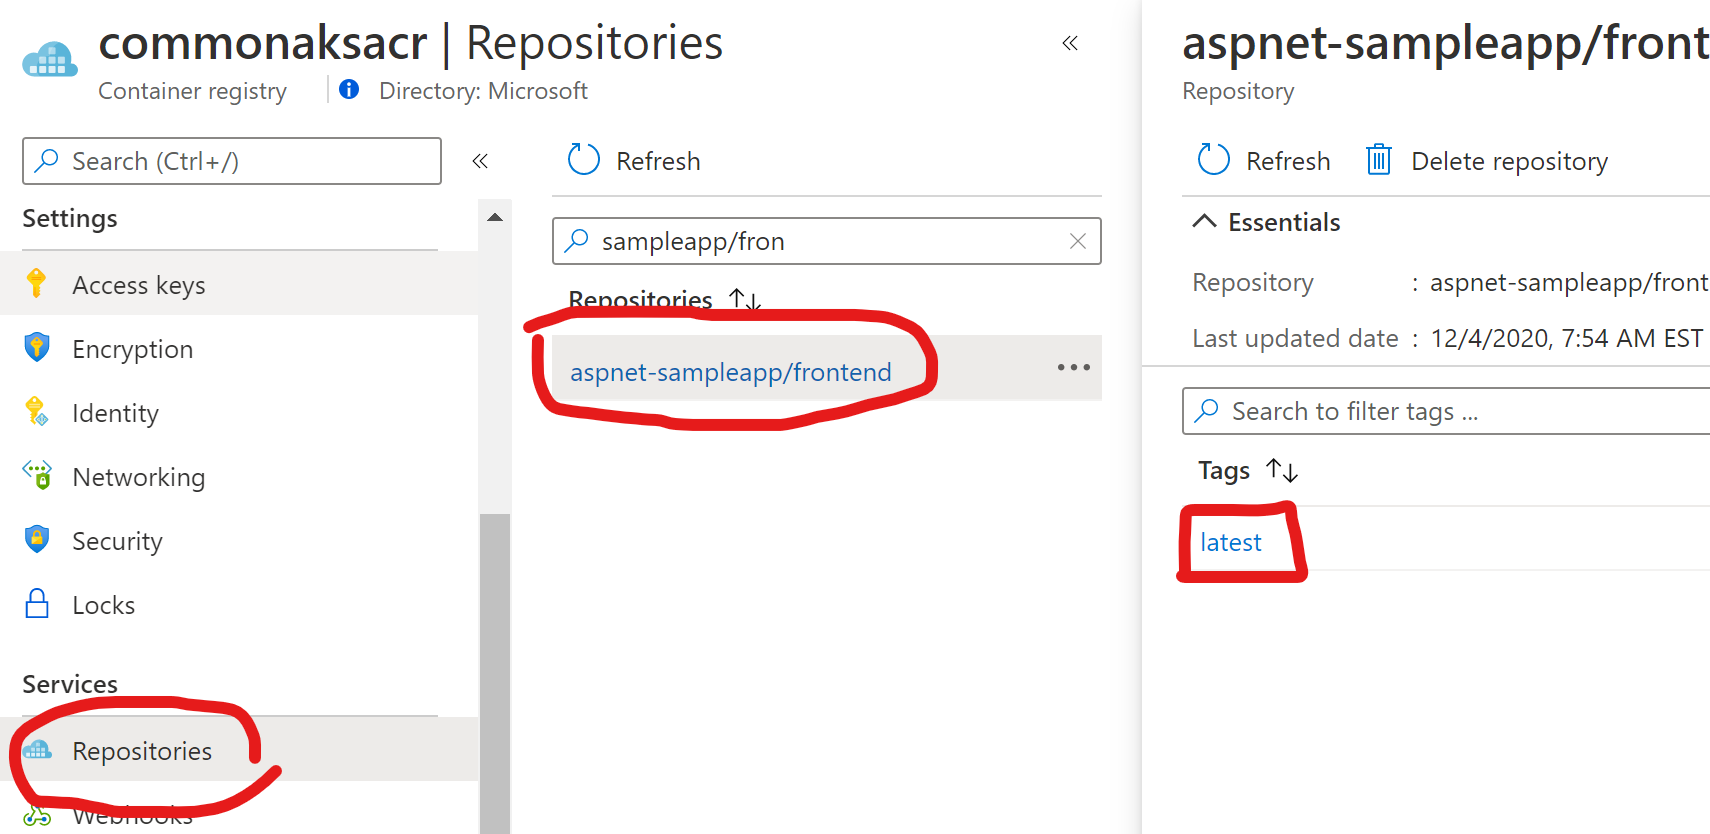 commonaksacr | Repositories
Container registry
Directory: Microsoft
Search (Ctrl+/)
Settings
Access keys
Encryption
Identity
Networking
Security
Locks
Services
Repositories
Webhooks
Refresh
sampleapp/fron
Repositories
aspnet-sampleapp/frontend
aspnet-sampleapp/front
Repository
Refresh Delete repository
Essentials
Repository : aspnet-sampleapp/front
Last updated date : 12/4/2020, 7:54 AM EST
Search to filter tags ...
Tags
latest